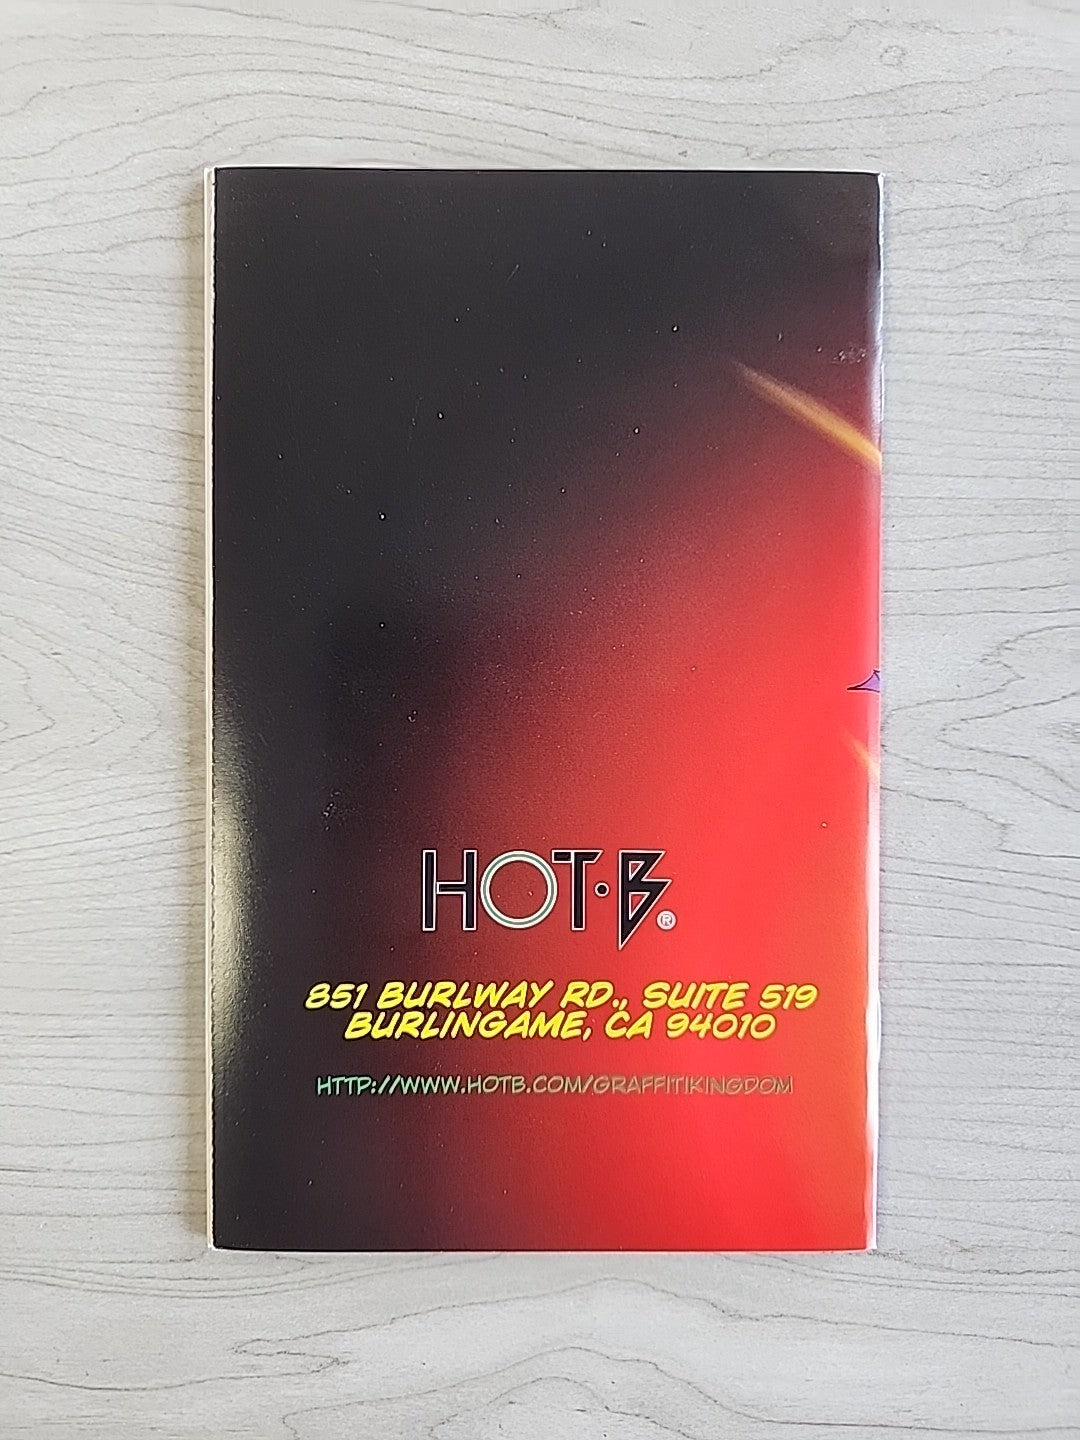 HOT·B®
851 BURLWAY RD., SUITE 519
BURLINGAME, CA 94010
HTTP://WWW.HOTB.COM/GRAFFITIKINGDOM